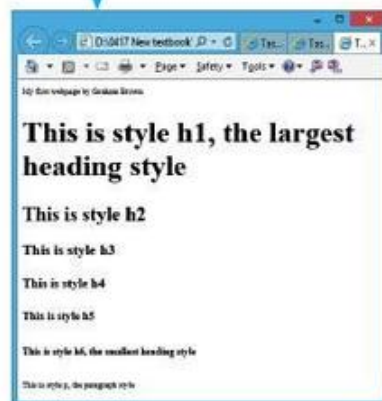 D:\0417 New textbook\
Tas...
Tas...
T...
Page
Safety
Tools
My first webpage by Graham Brown
This is style h1, the largest
heading style
This is style h2
This is style h3
This is style h4
This is style h5
This is style h6, the smallest heading style
This is style p, the paragraph style